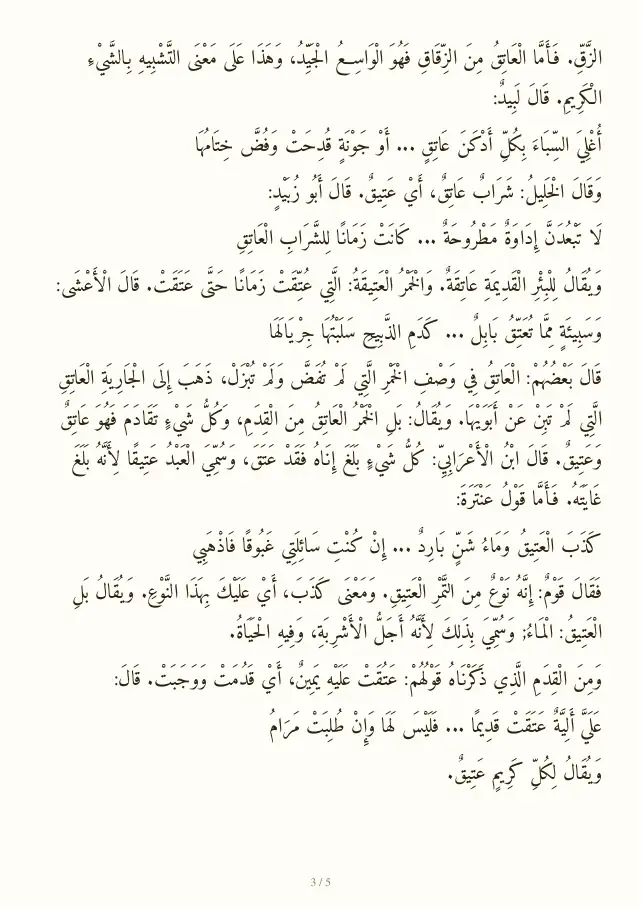 الزَّقِّ. فَأَمَّا الْعَاتِقُ مِنَ الزِّقَاقِ فَهُوَ الْوَاسِعُ الْجَيِّدُ، وَهَذَا عَلَى مَعْنَى التَّشْبِيهِ بِالشَّيْءِ
الْكَرِيمِ. قَالَ لَبِيدٌ:
أُغْلِيَ السِّبَاءَ بِكُلِّ أَدْكَنَ عَاتِقٍ ... أَوْ جَوْنَةٍ قُدِحَتْ وَفُضَّ خِتَامُهَا
وَقَالَ الْخَلِيلُ: شَرَابٌ عَاتِقٌ، أَيْ عَتِيقٌ. قَالَ أَبُو زُبَيْدٍ:
لَا تَبْعُدَنَّ إِدَاوَةٌ مَطْرُوحَةٌ ... كَانَتْ زَمَانًا لِلشَّرَابِ الْعَاتِقِ
وَيُقَالُ لِلْبِئْرِ الْقَدِيمَةِ عَاتِقَةٌ. وَالْخَمْرُ الْعَتِيقَةُ: الَّتِي عُتِّقَتْ زَمَانًا حَتَّى عَتَقَتْ. قَالَ الْأَعْشَى:
وَسَبِيئَةٍ مِمَّا تُعَتِّقُ بَابِلٌ ... كَدَمِ الذَّبِيحِ سَلَبْتُهَا جِرْيَالَهَا
قَالَ بَعْضُهُمْ: الْعَاتِقُ فِي وَصْفِ الْخَمْرِ الَّتِي لَمْ تُفَضَّ وَلَمْ تُبْزَلْ، ذَهَبَ إِلَى الْجَارِيَةِ الْعَاتِقِ
الَّتِي لَمْ تَبِنْ عَنْ أَبَوَيْهَا. وَيُقَالُ: بَلِ الْخَمْرُ الْعَاتِقُ مِنَ الْقِدَمِ، وَكُلُّ شَيْءٍ تَقَادَمَ فَهُوَ عَاتِقٌ
وَعَتِيقٌ. قَالَ ابْنُ الْأَعْرَابِيِّ: كُلُّ شَيْءٍ بَلَغَ إِنَاهُ فَقَدْ عَتَقَ، وَسُمِّيَ الْعَبْدُ عَتِيقًا لِأَنَّهُ بَلَغَ
غَايَتَهُ. فَأَمَّا قَوْلُ عَنْتَرَةَ:
كَذَبَ الْعَتِيقُ وَمَاءُ شَنٍّ بَارِدٌ ... إِنْ كُنْتِ سَائِلَتِي غَبُوقًا فَاذْهَبِي
فَقَالَ قَوْمٌ: إِنَّهُ نَوْعٌ مِنَ التَّمْرِ الْعَتِيقِ. وَمَعْنَى كَذَبَ، أَيْ عَلَيْكَ بِهَذَا النَّوْعِ. وَيُقَالُ بَلِ
الْعَتِيقُ: الْمَاءُ; وَسُمِّيَ بِذَلِكَ لِأَنَّهُ أَجَلُّ الْأَشْرِبَةِ، وَفِيهِ الْحَيَاةُ.
وَمِنَ الْقِدَمِ الَّذِي ذَكَرْنَاهُ قَوْلُهُمْ: عَتُقَتْ عَلَيْهِ يَمِينٌ، أَيْ قَدُمَتْ وَوَجَبَتْ. قَالَ:
عَلَيَّ أَلِيَّةٌ عَتَقَتْ قَدِيمًا ... فَلَيْسَ لَهَا وَإِنْ طُلِبَتْ مَرَامُ
وَيُقَالُ لِكُلِّ كَرِيمٍ عَتِيقٌ.
3 / 5